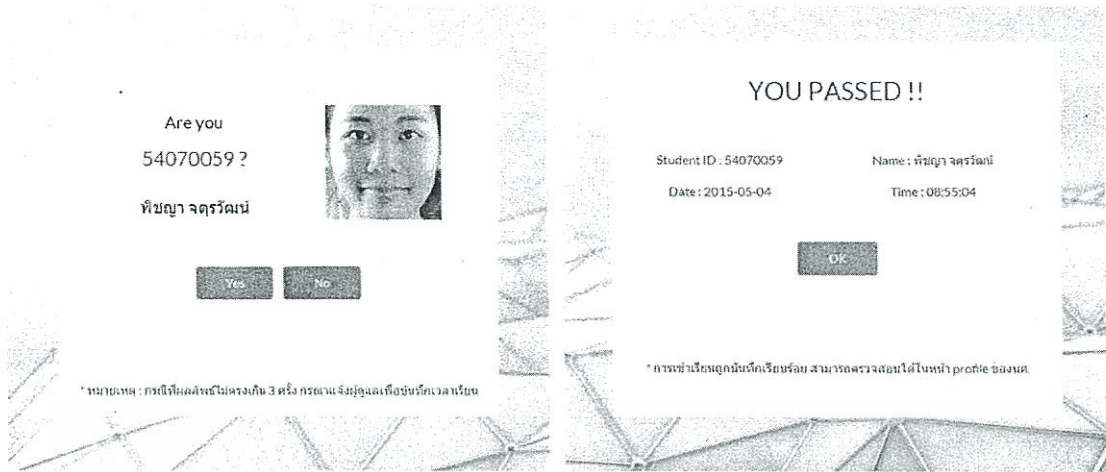 Are you
54070059 ?
พิชญา จตุรวัฒน์
Yes No
* หมายเหตุ : กรณีที่ผลลัพธ์ไม่ตรงเกิน 3 ครั้ง กรุณาแจ้งผู้ดูแลเพื่อบันทึกเวลาเรียน
YOU PASSED !!
Student ID : 54070059 Name : พิชญา จตุรวัฒน์
Date : 2015-05-04 Time : 08:55:04
OK
* การเข้าเรียนถูกบันทึกเรียบร้อย สามารถตรวจสอบได้ในหน้า profile ของนศ.